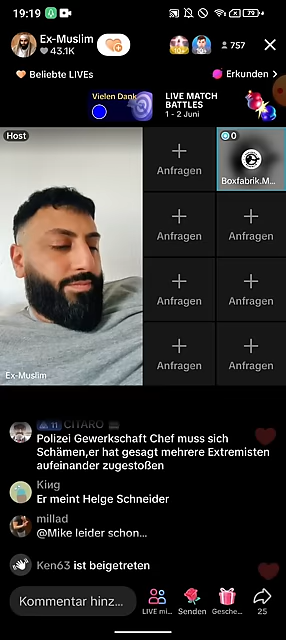 19:19
Ex-Muslim
43.1K
757
Beliebte LIVEs
Erkunden >
Vielen Dank
LIVE MATCH
BATTLES
1 - 2 Juni
Host
Anfragen
0
Boxfabrik.M...
Anfragen
Anfragen
Anfragen
Anfragen
Anfragen
Anfragen
Ex-Muslim
11 CITARO
Polizei Gewerkschaft Chef muss sich
Schämen,er hat gesagt mehrere Extremisten
aufeinander zugestoßen
Er meint Helge Schneider
millad
@Mike leider schon...
Ken63 ist beigetreten
Kommentar hinz...
LIVE mi...
Senden
Gesche...
25